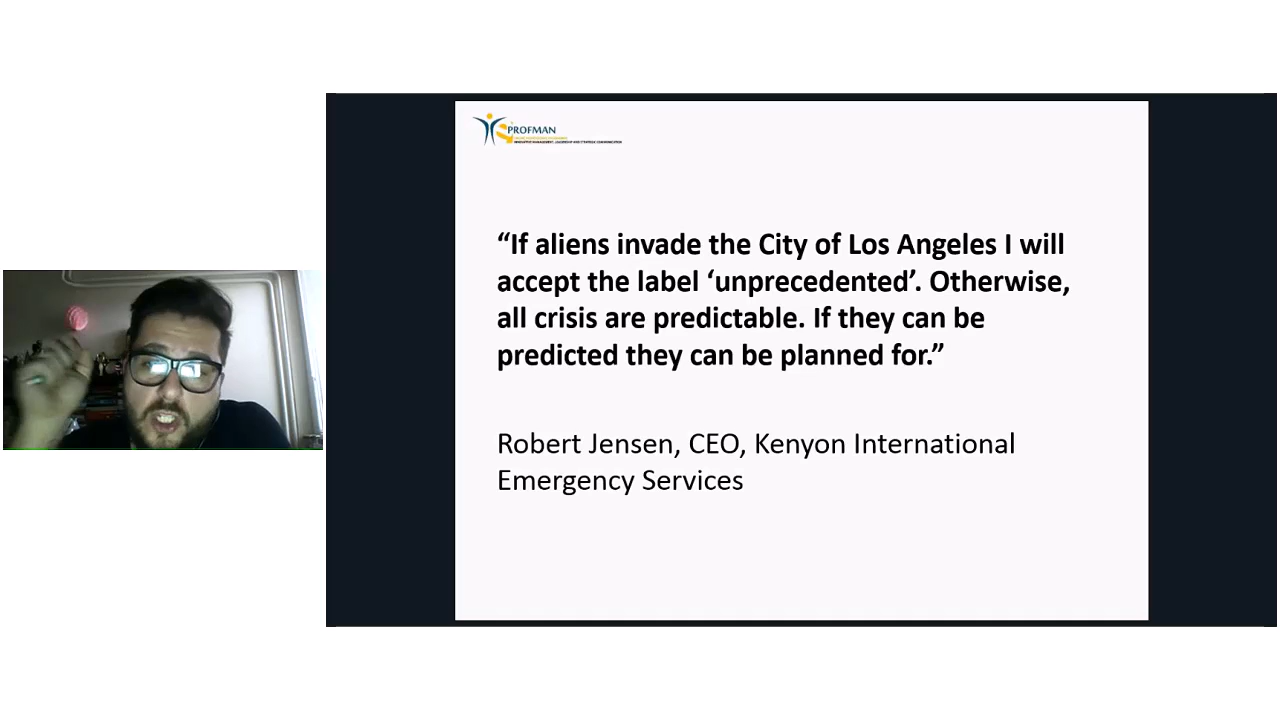 PROFMAN
INNOVATIVE MANAGEMENT, LEADERSHIP AND STRATEGIC COMMUNICATION
“If aliens invade the City of Los Angeles I will
accept the label ‘unprecedented’. Otherwise,
all crisis are predictable. If they can be
predicted they can be planned for.”
Robert Jensen, CEO, Kenyon International
Emergency Services